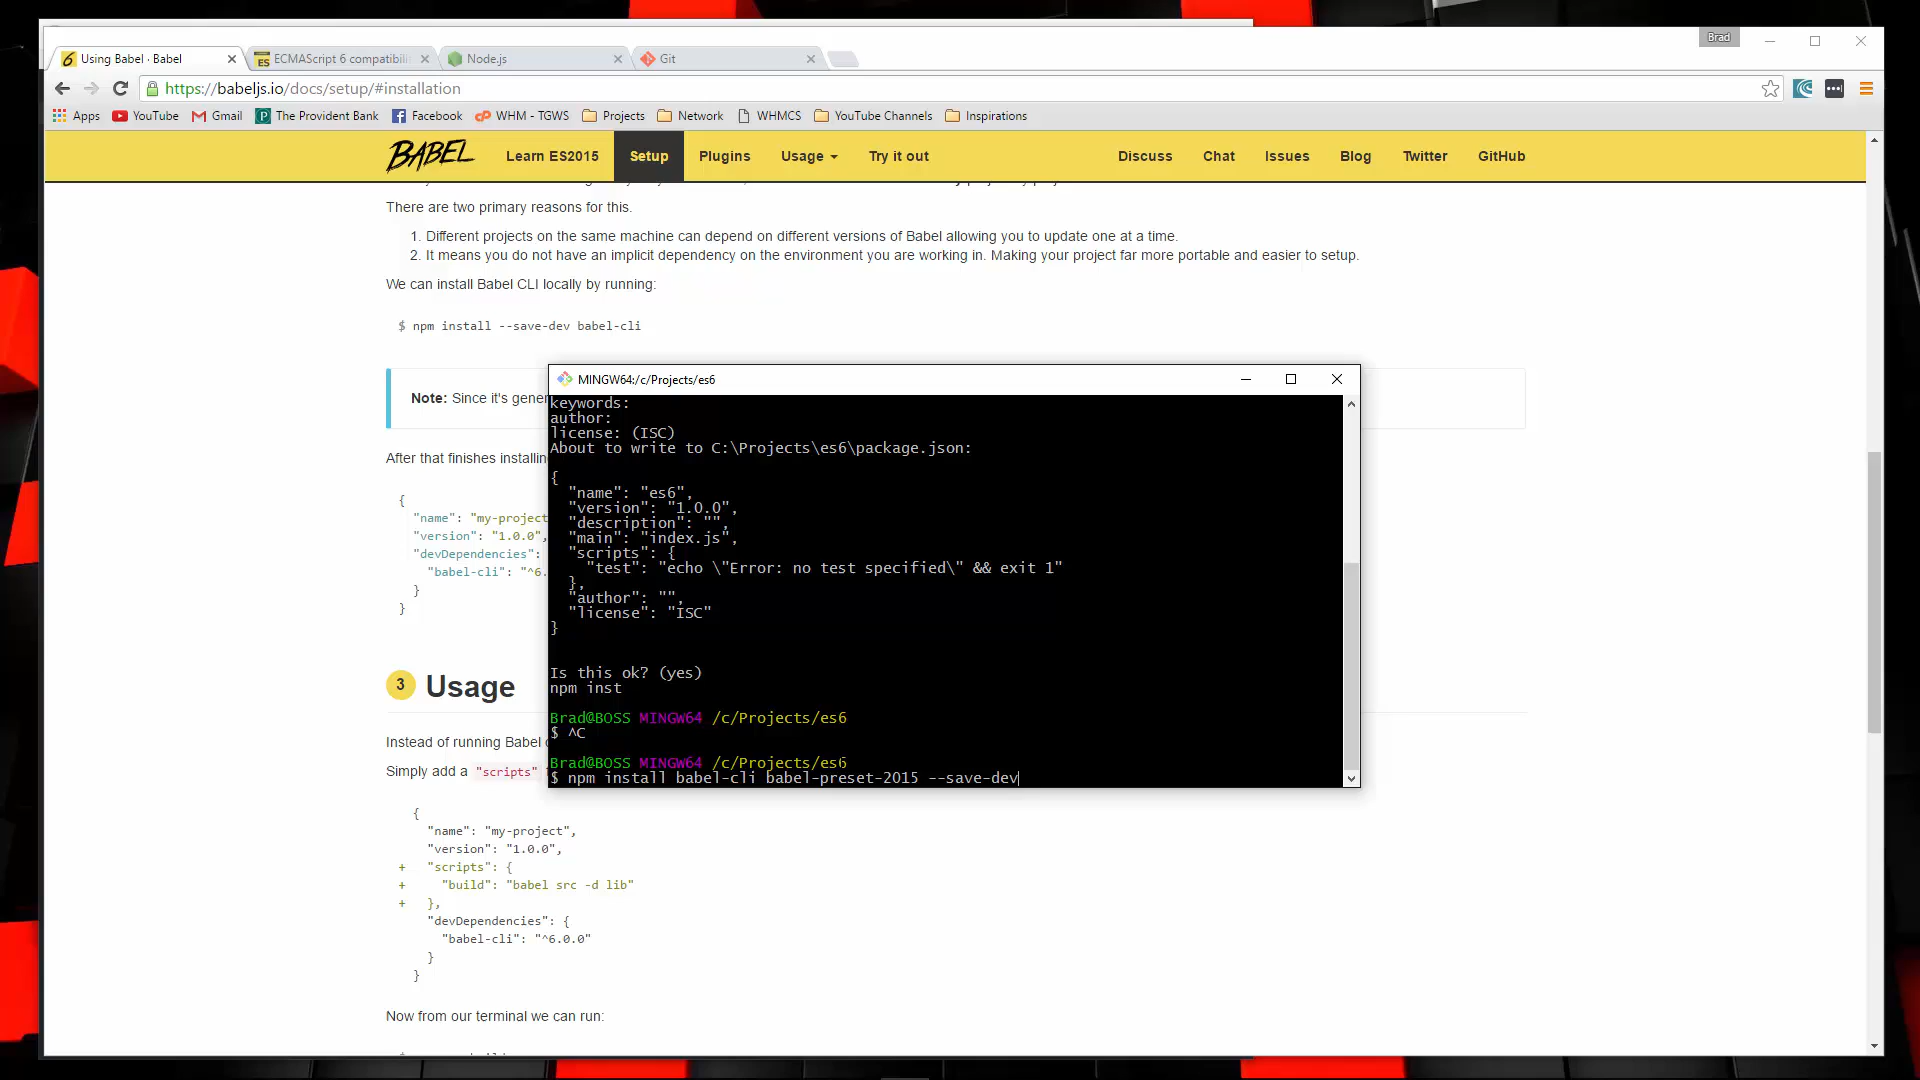 Brad
Using Babel · Babel
ECMAScript 6 compatibili
Node.js
Git
https://babeljs.io/docs/setup/#installation
Apps YouTube Gmail The Provident Bank Facebook WHM - TGWS Projects Network WHMCS YouTube Channels Inspirations
BABEL Learn ES2015 Setup Plugins Usage Try it out Discuss Chat Issues Blog Twitter GitHub
There are two primary reasons for this.
1. Different projects on the same machine can depend on different versions of Babel allowing you to update one at a time.
2. It means you do not have an implicit dependency on the environment you are working in. Making your project far more portable and easier to setup.
We can install Babel CLI locally by running:
$ npm install --save-dev babel-cli
Note: Since it's gener
After that finishes installin
{
"name": "my-project
"version": "1.0.0",
"devDependencies":
"babel-cli": "^6.
}
}
3 Usage
Instead of running Babel
Simply add a "scripts"
{
"name": "my-project",
"version": "1.0.0",
+ "scripts": {
+ "build": "babel src -d lib"
+ },
"devDependencies": {
"babel-cli": "^6.0.0"
}
}
Now from our terminal we can run:
MINGW64:/c/Projects/es6
keywords:
author:
license: (ISC)
About to write to C:\Projects\es6\package.json:
{
"name": "es6",
"version": "1.0.0",
"description": "",
"main": "index.js",
"scripts": {
"test": "echo \"Error: no test specified\" && exit 1"
},
"author": "",
"license": "ISC"
}
Is this ok? (yes)
npm inst
Brad@BOSS MINGW64 /c/Projects/es6
$ ^C
Brad@BOSS MINGW64 /c/Projects/es6
$ npm install babel-cli babel-preset-2015 --save-dev